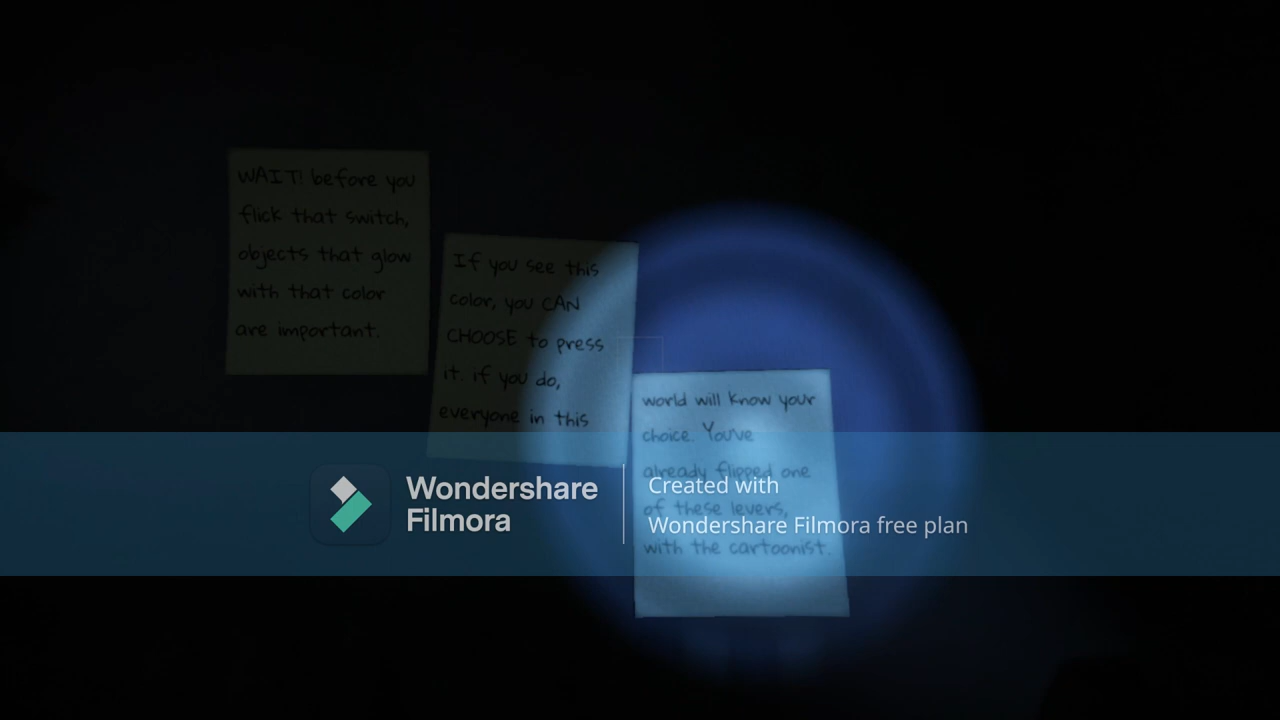 WAIT! before you
flick that switch,
objects that glow
with that color
are important.
If you see this
color, you CAN
CHOOSE to press
it. if you do,
everyone in this
world will know your
choice. You've
already flipped one
of these levers,
with the cartoonist.
Wondershare
Filmora
Created with
Wondershare Filmora free plan